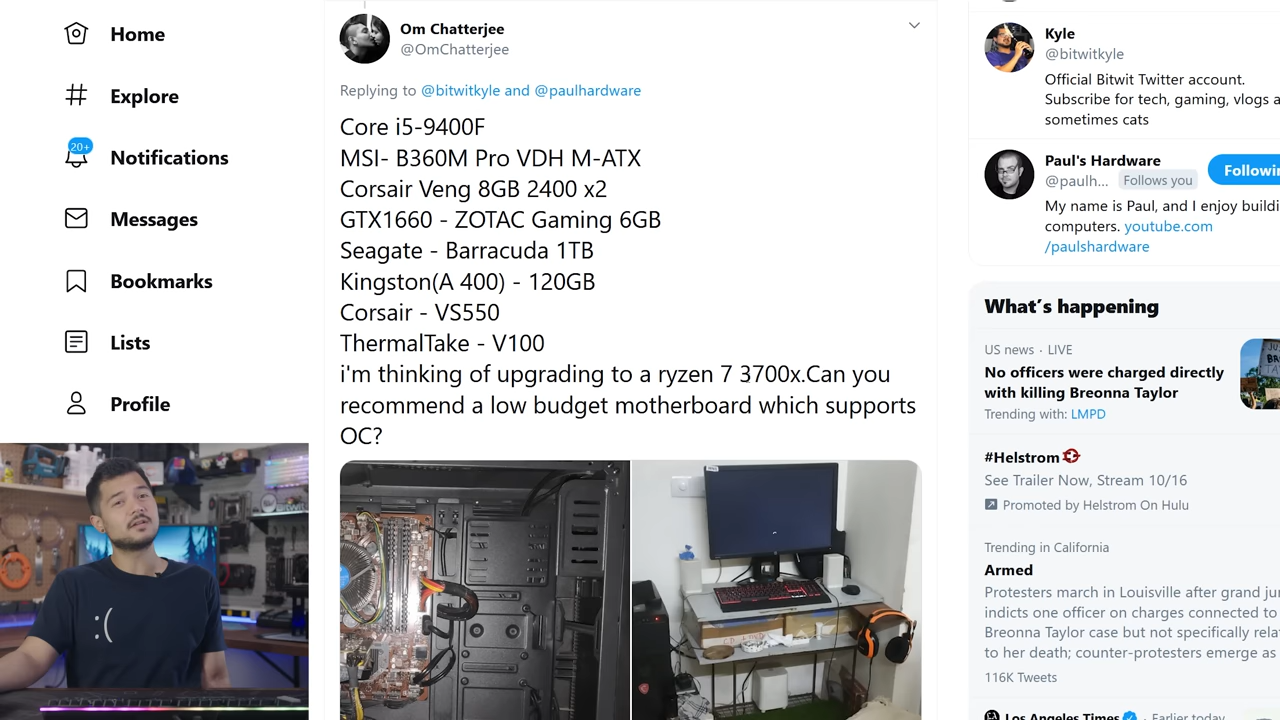 Home
Explore
20+
Notifications
Messages
Bookmarks
Lists
Profile
:(
Om Chatterjee
@OmChatterjee
Replying to @bitwitkyle and @paulhardware
Core i5-9400F
MSI- B360M Pro VDH M-ATX
Corsair Veng 8GB 2400 x2
GTX1660 - ZOTAC Gaming 6GB
Seagate - Barracuda 1TB
Kingston(A 400) - 120GB
Corsair - VS550
ThermalTake - V100
i'm thinking of upgrading to a ryzen 7 3700x.Can you
recommend a low budget motherboard which supports
OC?
Kyle
@bitwitkyle
Official Bitwit Twitter account.
Subscribe for tech, gaming, vlogs a
sometimes cats
Paul's Hardware
@paulh... Follows you
Followin
My name is Paul, and I enjoy buildi
computers. youtube.com
/paulshardware
What's happening
US news · LIVE
No officers were charged directly
with killing Breonna Taylor
Trending with: LMPD
#Helstrom
See Trailer Now, Stream 10/16
Promoted by Helstrom On Hulu
Trending in California
Armed
Protesters march in Louisville after grand jur
indicts one officer on charges connected to
Breonna Taylor case but not specifically rela
to her death; counter-protesters emerge as
116K Tweets
Los Angeles Times · Earlier today